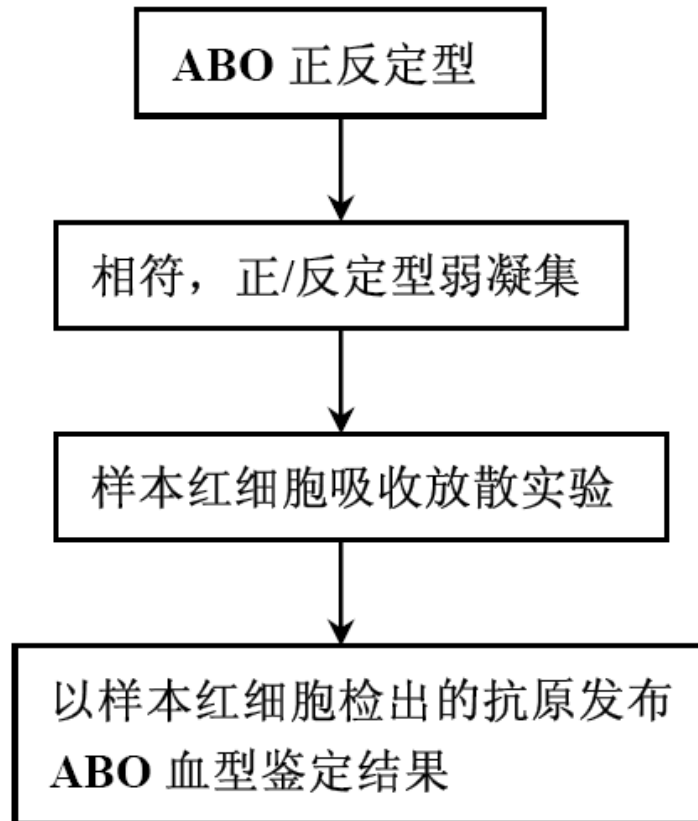 ABO 正反定型
相符，正/反定型弱凝集
样本红细胞吸收放散实验
以样本红细胞检出的抗原发布
ABO 血型鉴定结果